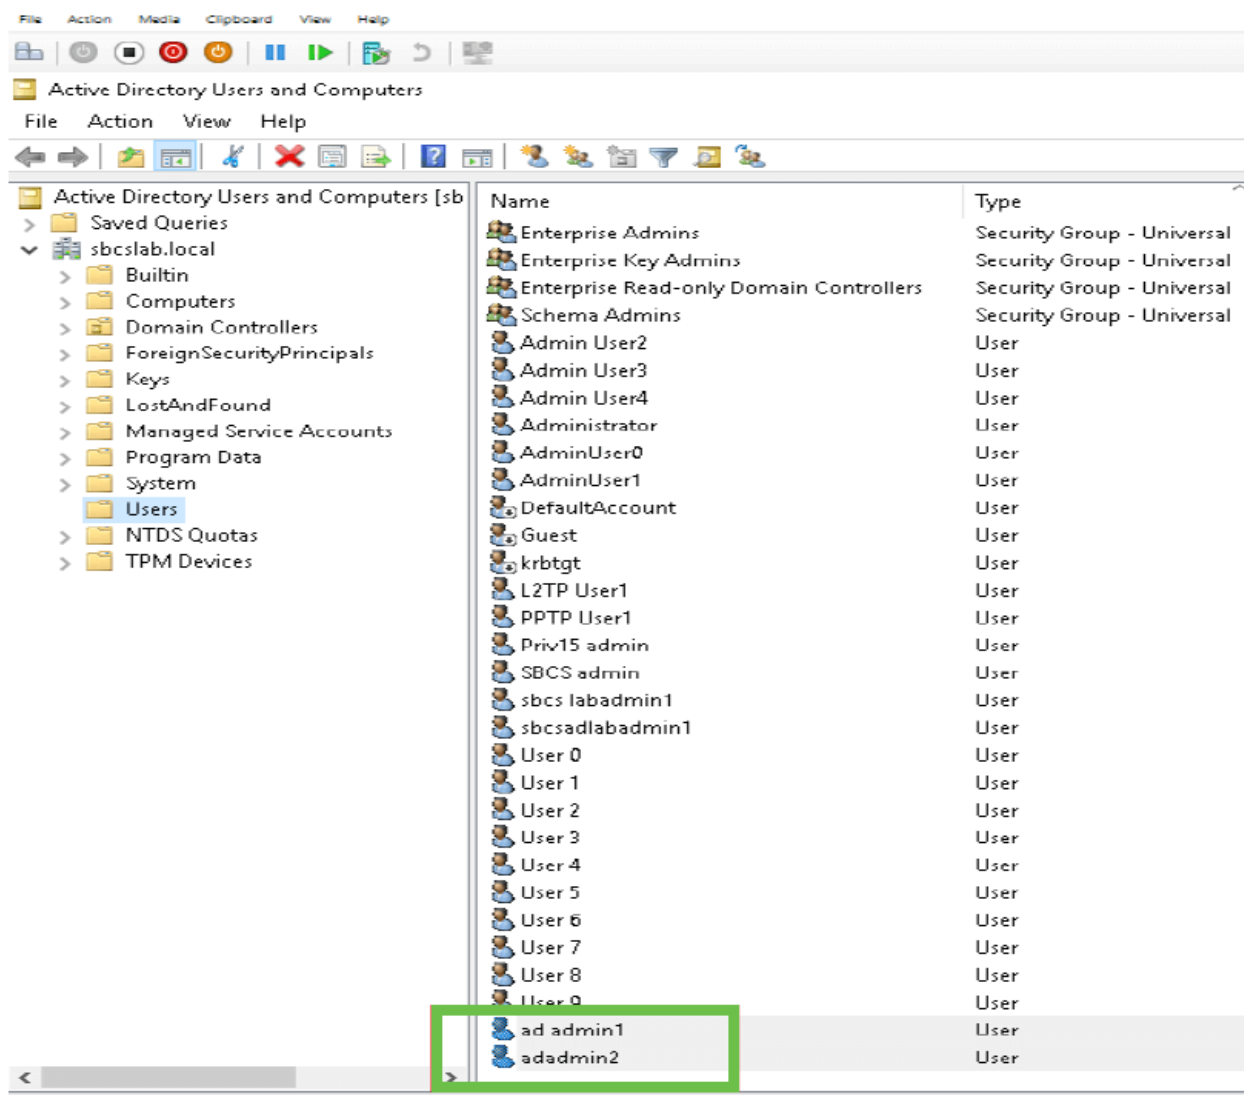 File Action Media Clipboard View Help
Active Directory Users and Computers
File Action View Help
Active Directory Users and Computers [sb
Saved Queries
sbcslab.local
Builtin
Computers
Domain Controllers
ForeignSecurityPrincipals
Keys
LostAndFound
Managed Service Accounts
Program Data
System
Users
NTDS Quotas
TPM Devices
Name Type
Enterprise Admins Security Group - Universal
Enterprise Key Admins Security Group - Universal
Enterprise Read-only Domain Controllers Security Group - Universal
Schema Admins Security Group - Universal
Admin User2 User
Admin User3 User
Admin User4 User
Administrator User
AdminUser0 User
AdminUser1 User
DefaultAccount User
Guest User
krbtgt User
L2TP User1 User
PPTP User1 User
Priv15 admin User
SBCS admin User
sbcs labadmin1 User
sbcsadlabadmin1 User
User 0 User
User 1 User
User 2 User
User 3 User
User 4 User
User 5 User
User 6 User
User 7 User
User 8 User
User 9 User
ad admin1 User
adadmin2 User